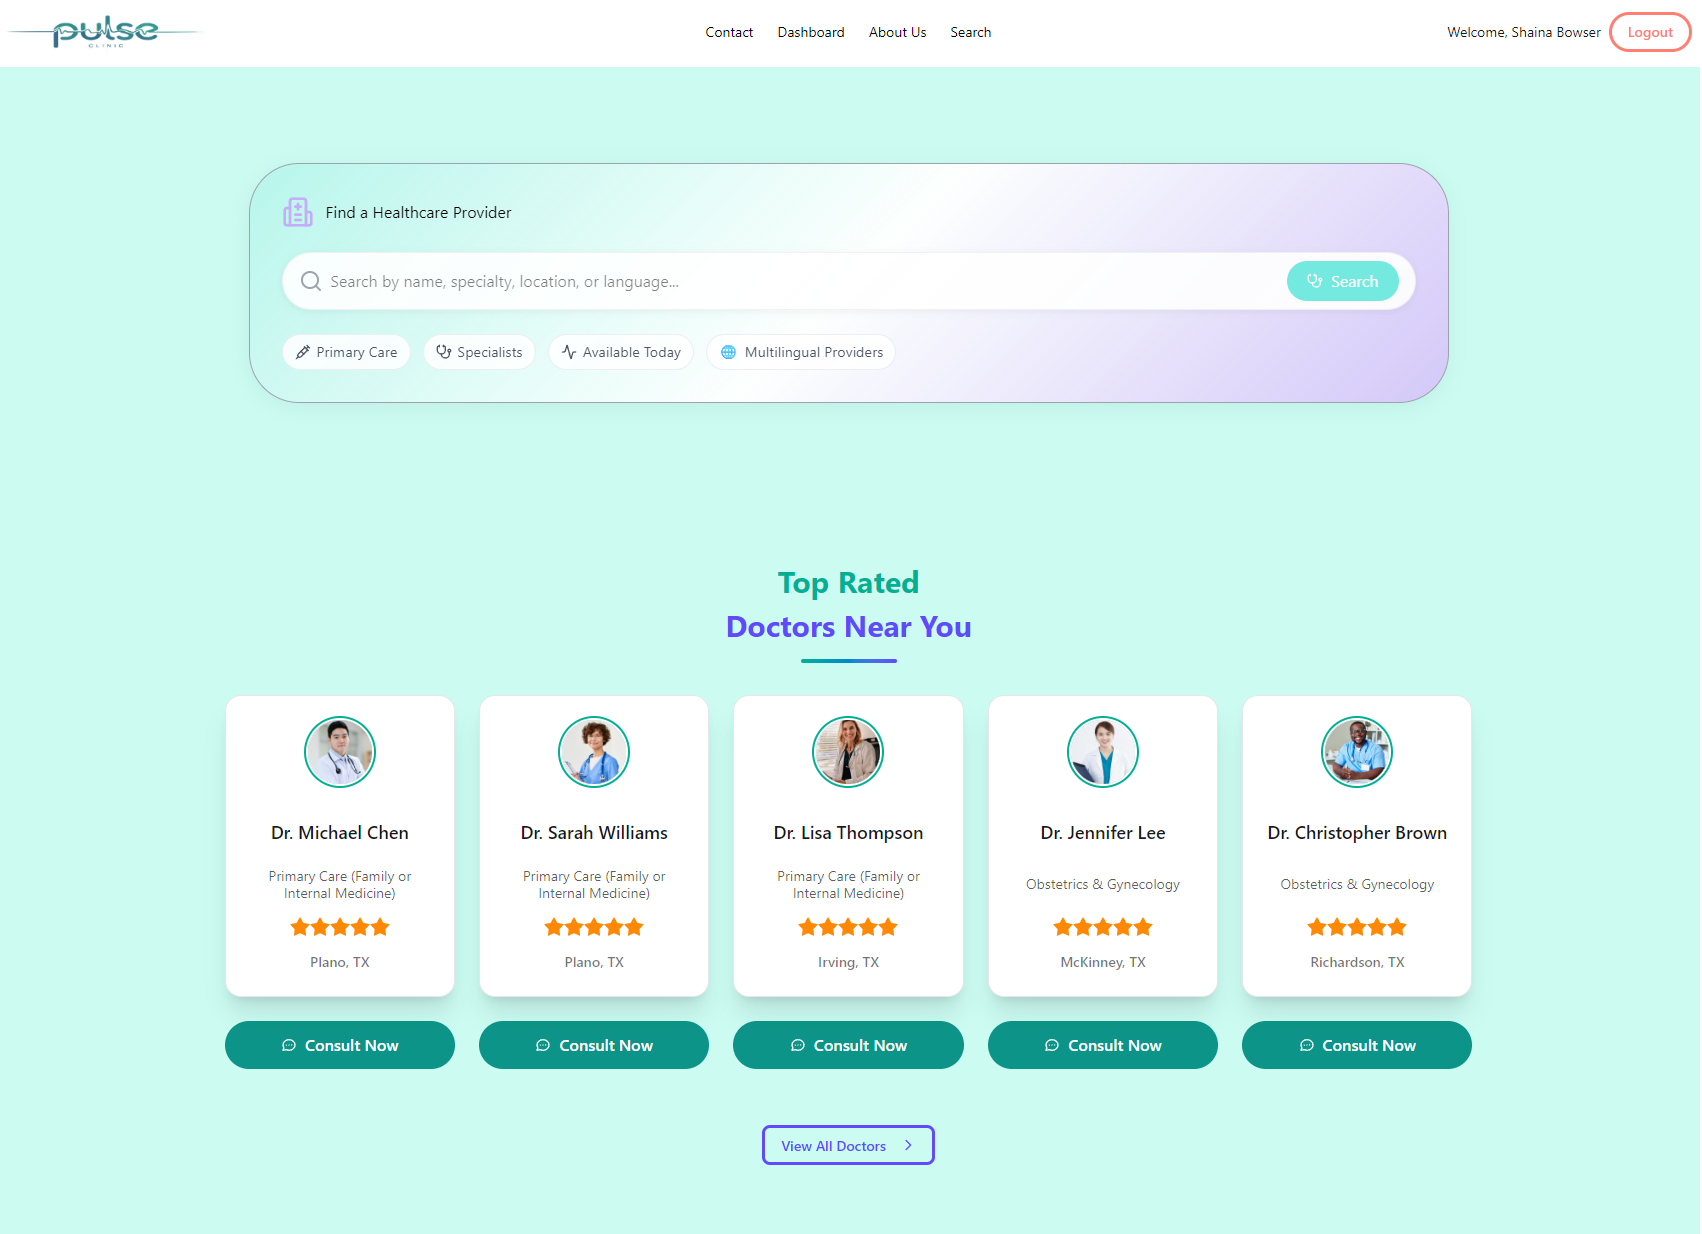 pulse
CLINIC
Contact
Dashboard
About Us
Search
Welcome, Shaina Bowser
Logout
Find a Healthcare Provider
Search by name, specialty, location, or language...
Search
Primary Care
Specialists
Available Today
Multilingual Providers
Top Rated
Doctors Near You
Dr. Michael Chen
Primary Care (Family or
Internal Medicine)
Plano, TX
Consult Now
Dr. Sarah Williams
Primary Care (Family or
Internal Medicine)
Plano, TX
Consult Now
Dr. Lisa Thompson
Primary Care (Family or
Internal Medicine)
Irving, TX
Consult Now
Dr. Jennifer Lee
Obstetrics & Gynecology
McKinney, TX
Consult Now
Dr. Christopher Brown
Obstetrics & Gynecology
Richardson, TX
Consult Now
View All Doctors